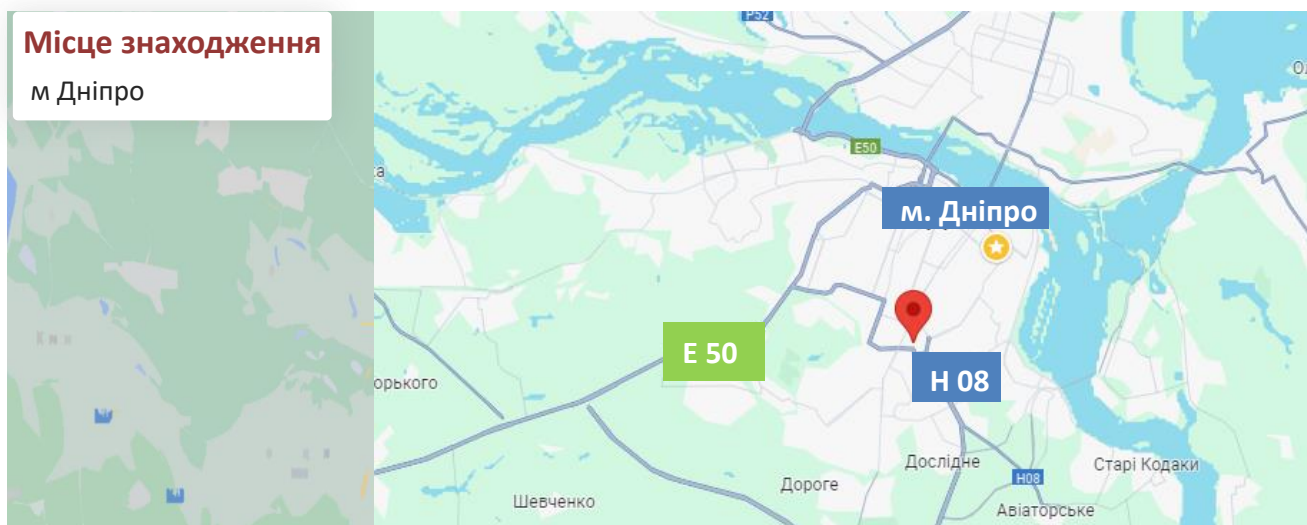 Місце знаходження
м Дніпро
P52
E50
м. Дніпро
Е 50
Н 08
орького
Дослідне
Старі Кодаки
H08
Дороге
Шевченко
Авіаторське